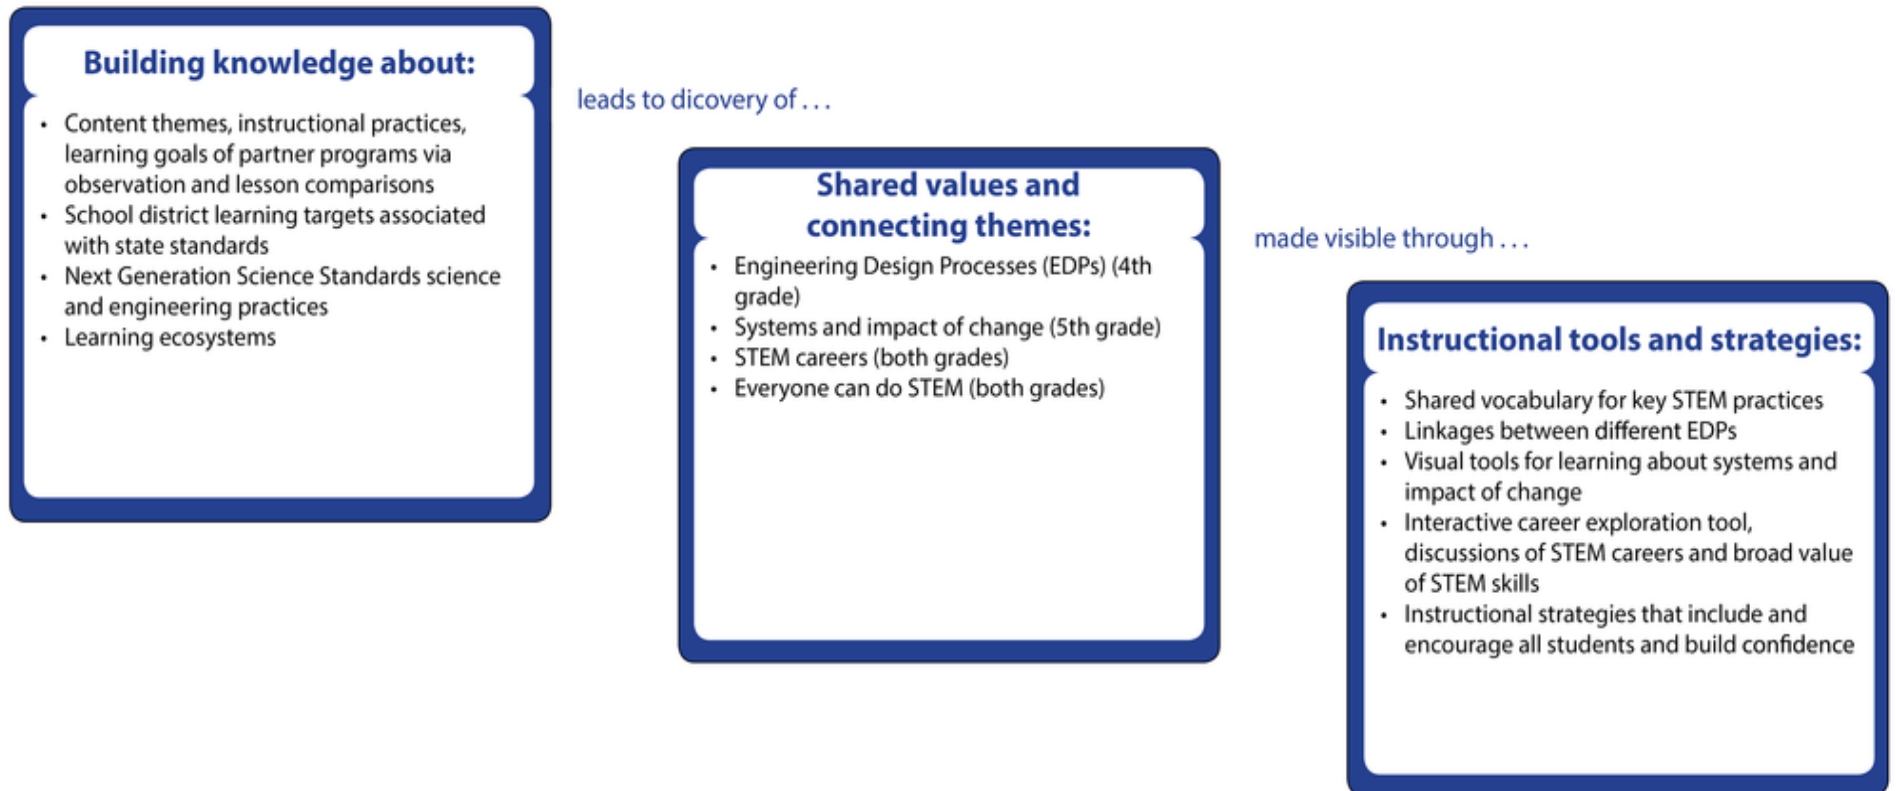 Building knowledge about:
• Content themes, instructional practices,
learning goals of partner programs via
observation and lesson comparisons
• School district learning targets associated
with state standards
• Next Generation Science Standards science
and engineering practices
• Learning ecosystems
leads to dicovery of . . .
Shared values and
connecting themes:
• Engineering Design Processes (EDPs) (4th
grade)
• Systems and impact of change (5th grade)
• STEM careers (both grades)
• Everyone can do STEM (both grades)
made visible through . . .
Instructional tools and strategies:
• Shared vocabulary for key STEM practices
• Linkages between different EDPs
• Visual tools for learning about systems and
impact of change
• Interactive career exploration tool,
discussions of STEM careers and broad value
of STEM skills
• Instructional strategies that include and
encourage all students and build confidence